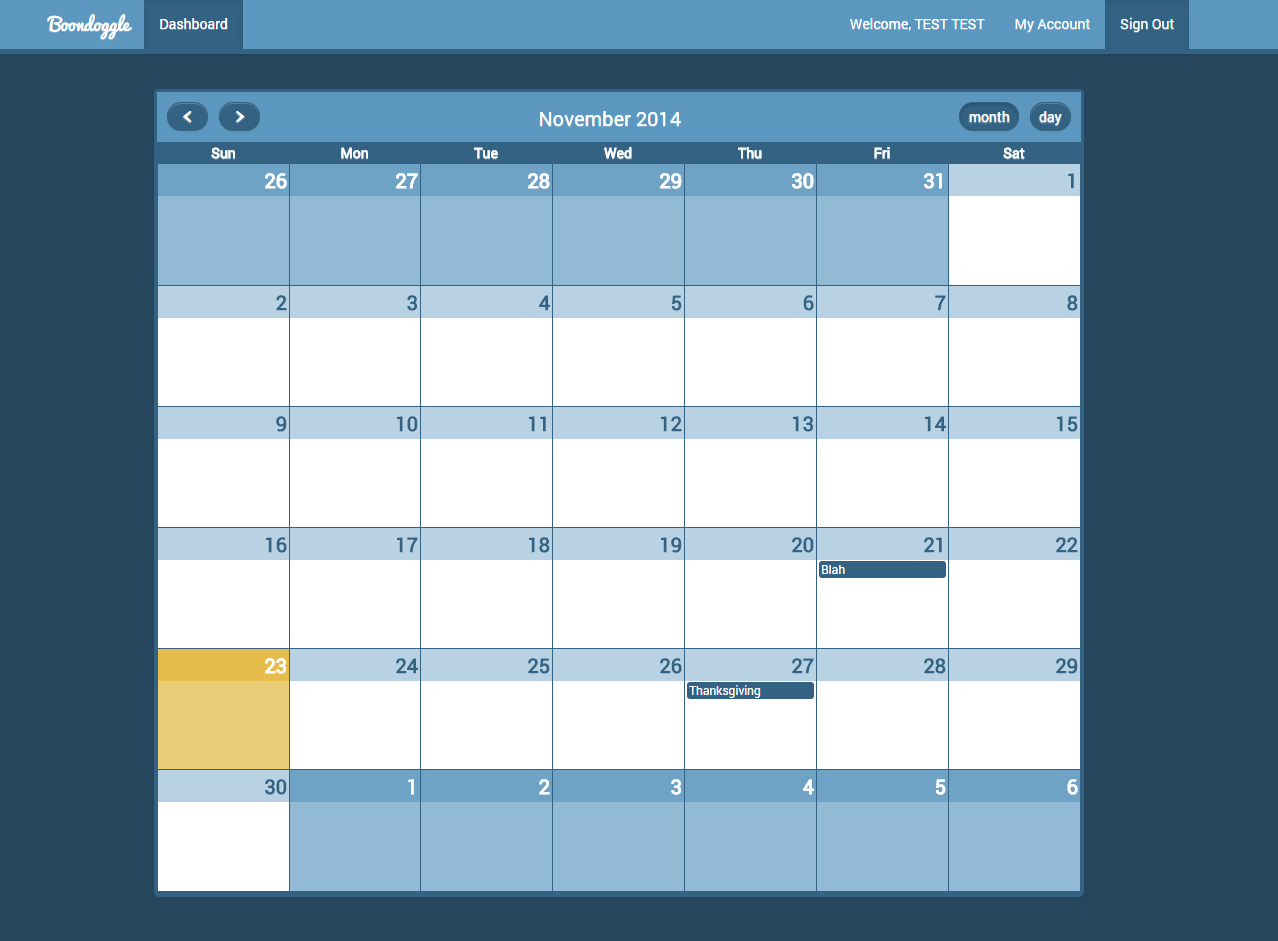 Boondoggle Dashboard Welcome, TEST TEST My Account Sign Out
November 2014 month day
Sun Mon Tue Wed Thu Fri Sat
26 27 28 29 30 31 1
2 3 4 5 6 7 8
9 10 11 12 13 14 15
16 17 18 19 20 21 22
Blah
23 24 25 26 27 28 29
Thanksgiving
30 1 2 3 4 5 6